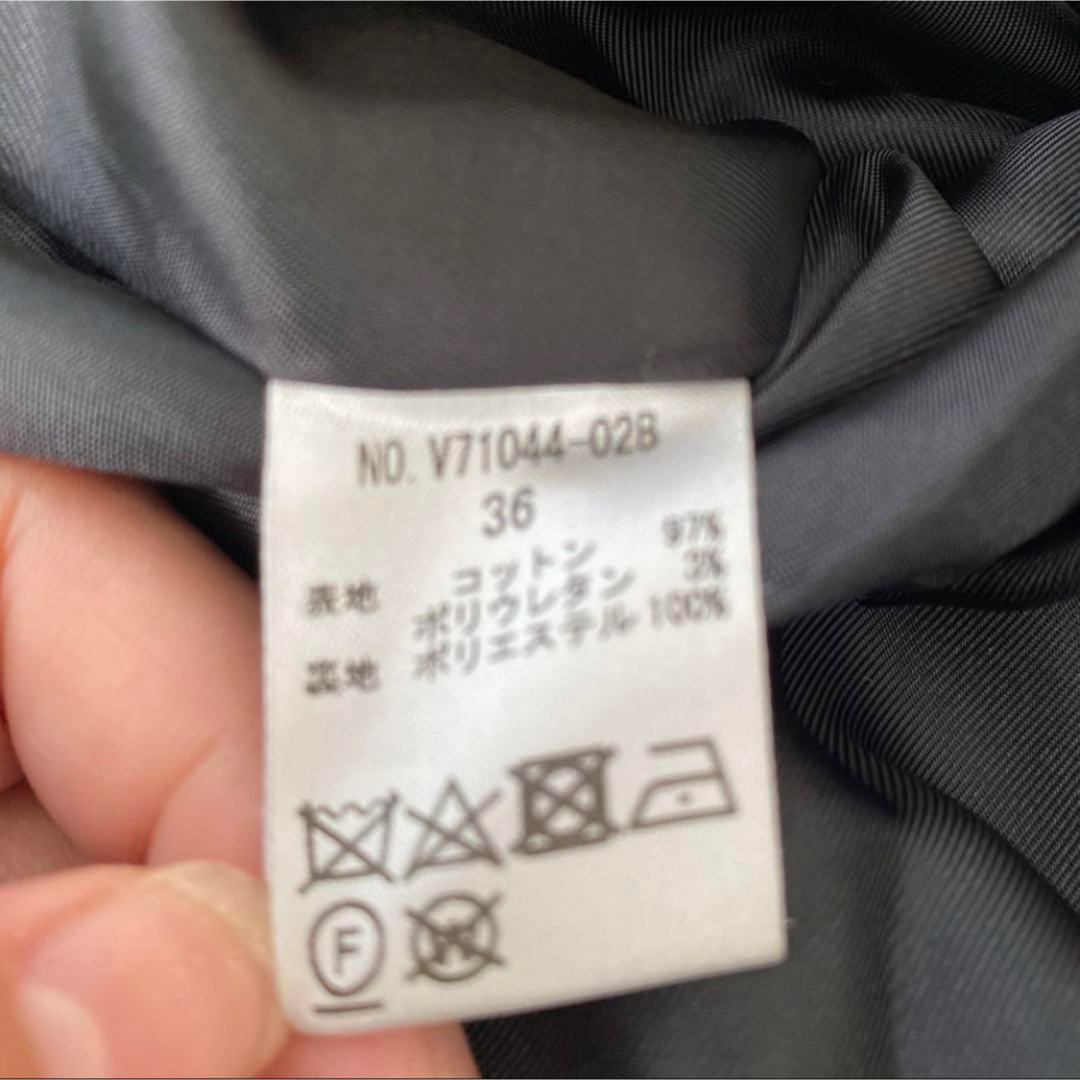 NO. V71044-02B
36
表地 コットン 97%
ポリウレタン 3%
裏地 ポリエステル 100%
F
W